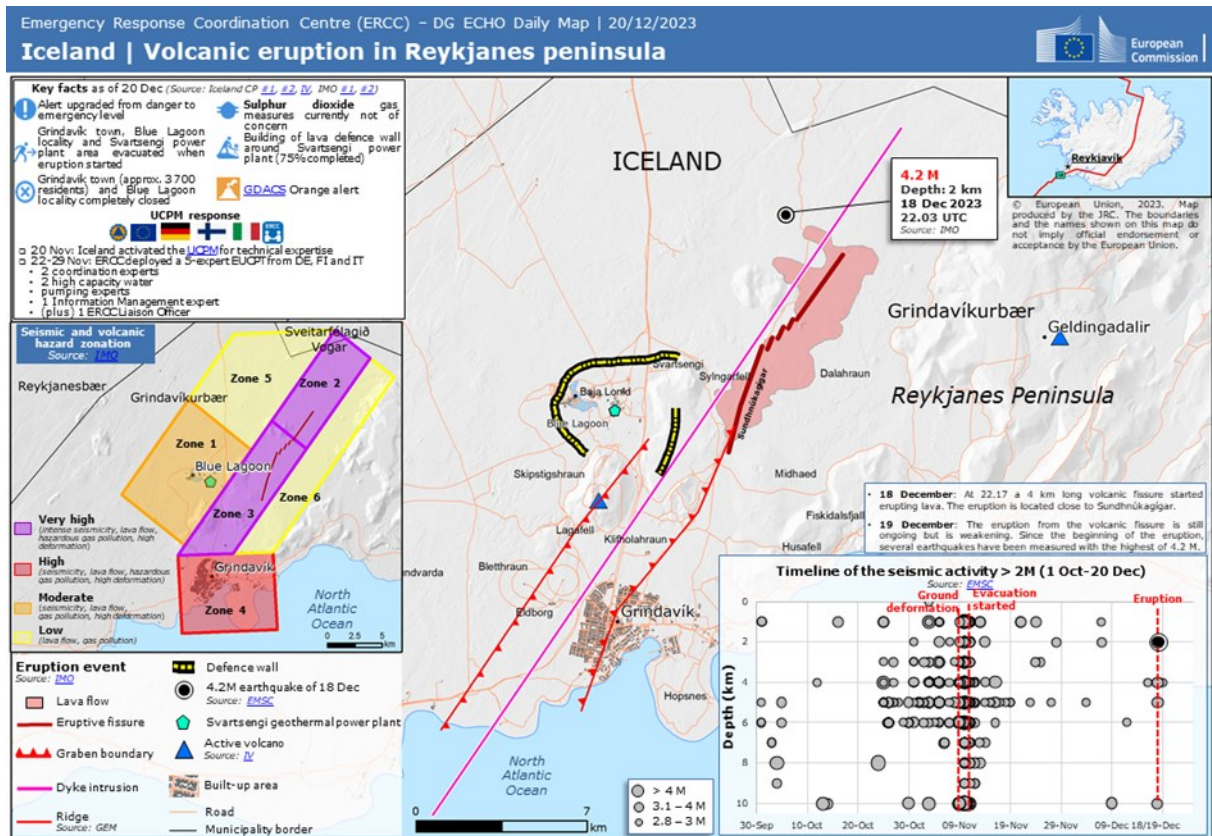 Emergency Response Coordination Centre (ERCC) – DG ECHO Daily Map | 20/12/2023
Iceland | Volcanic eruption in Reykjanes peninsula
European
Commission
Key facts as of 20 Dec (Source: Iceland CP #1, #2, IV, IMO #1, #2)
Alert upgraded from danger to
emergency level
Grindavík town, Blue Lagoon
locality and Svartsengi power
plant area evacuated when
eruption started
Grindavik town (approx. 3 700
residents) and Blue Lagoon
locality completely closed
Sulphur dioxide gas
measures currently not of
concern
Building of lava defence wall
around Svartsengi power
plant (75% completed)
GDACS Orange alert
UCPM response
ERCC
20 Nov: Iceland activated the UCPM for technical expertise
22-29 Nov: ERCC deployed a 5-expert EUCPT from DE, FI and IT
• 2 coordination experts
• 2 high capacity water
• pumping experts
• 1 Information Management expert
• (plus) 1 ERCC Liaison Officer
Seismic and volcanic
hazard zonation
Source: IMO
Sveitarfélagið
Vogar
Reykjanesbær
Grindavíkurbær
Zone 5
Zone 2
Zone 1
Blue Lagoon
Zone 6
Zone 3
Grindavík
Zone 4
North
Atlantic
Ocean
0 2.5 5
km
Very high
(intense seismicity, lava flow,
hazardous gas pollution, high
deformation)
High
(seismicity, lava flow, hazardous
gas pollution, high deformation)
Moderate
(seismicity, lava flow,
gas pollution, high deformation)
Low
(lava flow, gas pollution)
Eruption event
Source: IMO
Lava flow
Eruptive fissure
Graben boundary
Dyke intrusion
Ridge
Source: GEM
Defence wall
4.2M earthquake of 18 Dec
Source: EMSC
Svartsengi geothermal power plant
Active volcano
Source: IV
Built-up area
Road
Municipality border
ICELAND
4.2 M
Depth: 2 km
18 Dec 2023
22.03 UTC
Source: IMO
Reykjavík
© European Union, 2023. Map
produced by the JRC. The boundaries
and the names shown on this map do
not imply official endorsement or
acceptance by the European Union.
Grindavíkurbær
Geldingadalir
Reykjanes Peninsula
Svartsengi
Sylngarfell
Dalahraun
Sundhnúkagígar
Baja Lonid
Blue Lagoon
Skipstigshraun
Midhaed
Lagafell
Fiskidalsfjall
Klifholahraun
Husafell
Bletthraun
undvarda
Eldborg
Grindavík
Hopsnes
North
Atlantic
Ocean
0 7
km
> 4 M
3.1 – 4 M
2.8 – 3 M
• 18 December: At 22.17 a 4 km long volcanic fissure started
erupting lava. The eruption is located close to Sundhnúkagígar.
• 19 December: The eruption from the volcanic fissure is still
ongoing but is weakening. Since the beginning of the eruption,
several earthquakes have been measured with the highest of 4.2 M.
Timeline of the seismic activity > 2M (1 Oct-20 Dec)
Source: EMSC
Ground
deformation
Evacuation
started
Eruption
Depth (km)
0
2
4
6
8
10
30-Sep 10-Oct 20-Oct 30-Oct 09-Nov 19-Nov 29-Nov 09-Dec 18/19-Dec